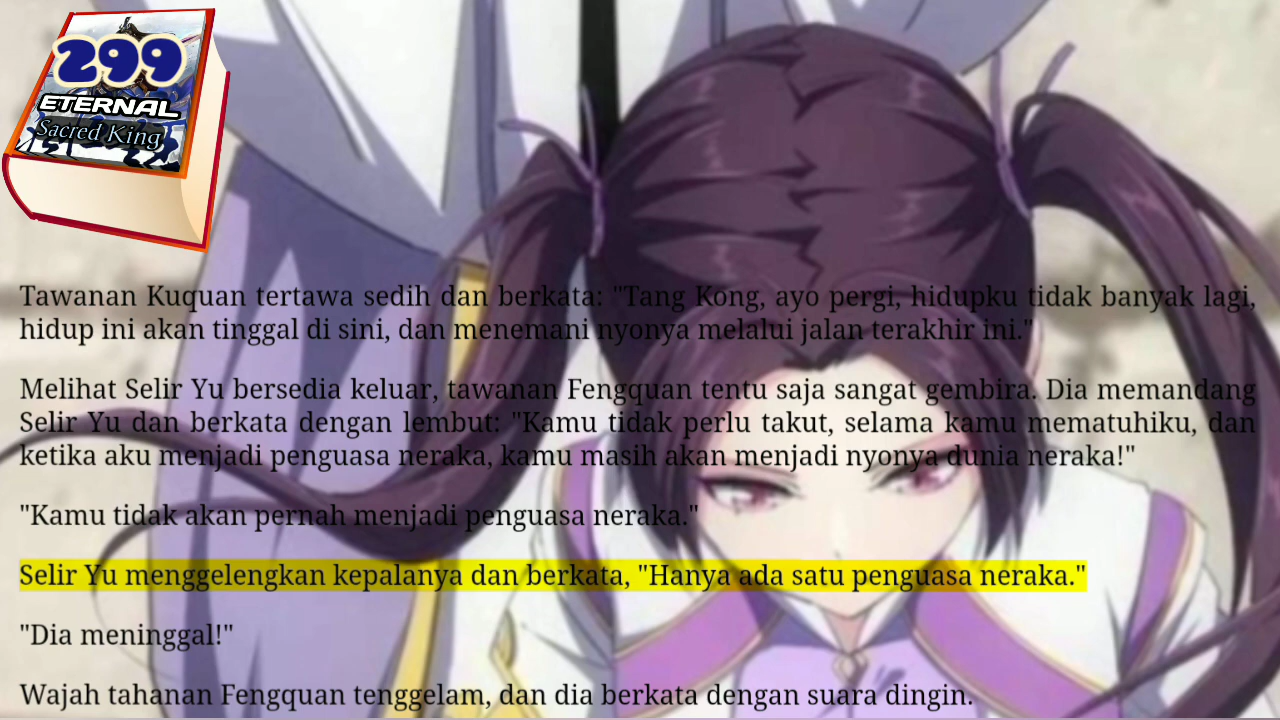 299
ETERNAL
Sacred King
Tawanan Kuquan tertawa sedih dan berkata: "Tang Kong, ayo pergi, hidupku tidak banyak lagi,
hidup ini akan tinggal di sini, dan menemani nyonya melalui jalan terakhir ini."
Melihat Selir Yu bersedia keluar, tawanan Fengquan tentu saja sangat gembira. Dia memandang
Selir Yu dan berkata dengan lembut: "Kamu tidak perlu takut, selama kamu mematuhiku, dan
ketika aku menjadi penguasa neraka, kamu masih akan menjadi nyonya dunia neraka!"
"Kamu tidak akan pernah menjadi penguasa neraka."
Selir Yu menggelengkan kepalanya dan berkata, "Hanya ada satu penguasa neraka."
"Dia meninggal!"
Wajah tahanan Fengquan tenggelam, dan dia berkata dengan suara dingin.